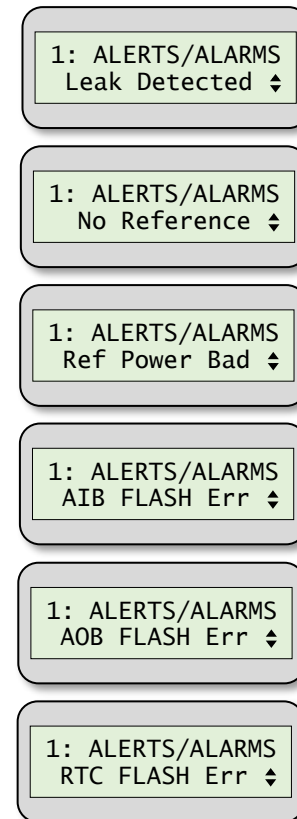 1: ALERTS/ALARMS
Leak Detected
1: ALERTS/ALARMS
No Reference
1: ALERTS/ALARMS
Ref Power Bad
1: ALERTS/ALARMS
AIB FLASH Err
1: ALERTS/ALARMS
AOB FLASH Err
1: ALERTS/ALARMS
RTC FLASH Err